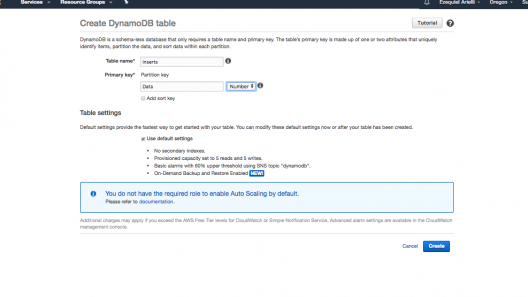 Services
Resource Groups
Ezequiel Arielli
Oregon
Create DynamoDB table
Tutorial
DynamoDB is a schema-less database that only requires a table name and primary key. The table's primary key is made up of one or two attributes that uniquely
identify items, partition the data, and sort data within each partition.
Table name*
inserts
Primary key*
Partition key
Data
Number
Add sort key
Table settings
Default settings provide the fastest way to get started with your table. You can modify these default settings now or after your table has been created.
Use default settings
• No secondary indexes.
• Provisioned capacity set to 5 reads and 5 writes.
• Basic alarms with 80% upper threshold using SNS topic "dynamodb".
• On-Demand Backup and Restore Enabled NEW!
You do not have the required role to enable Auto Scaling by default.
Please refer to documentation.
Additional charges may apply if you exceed the AWS Free Tier levels for CloudWatch or Simple Notification Service. Advanced alarm settings are available in the CloudWatch
management console.
Cancel
Create